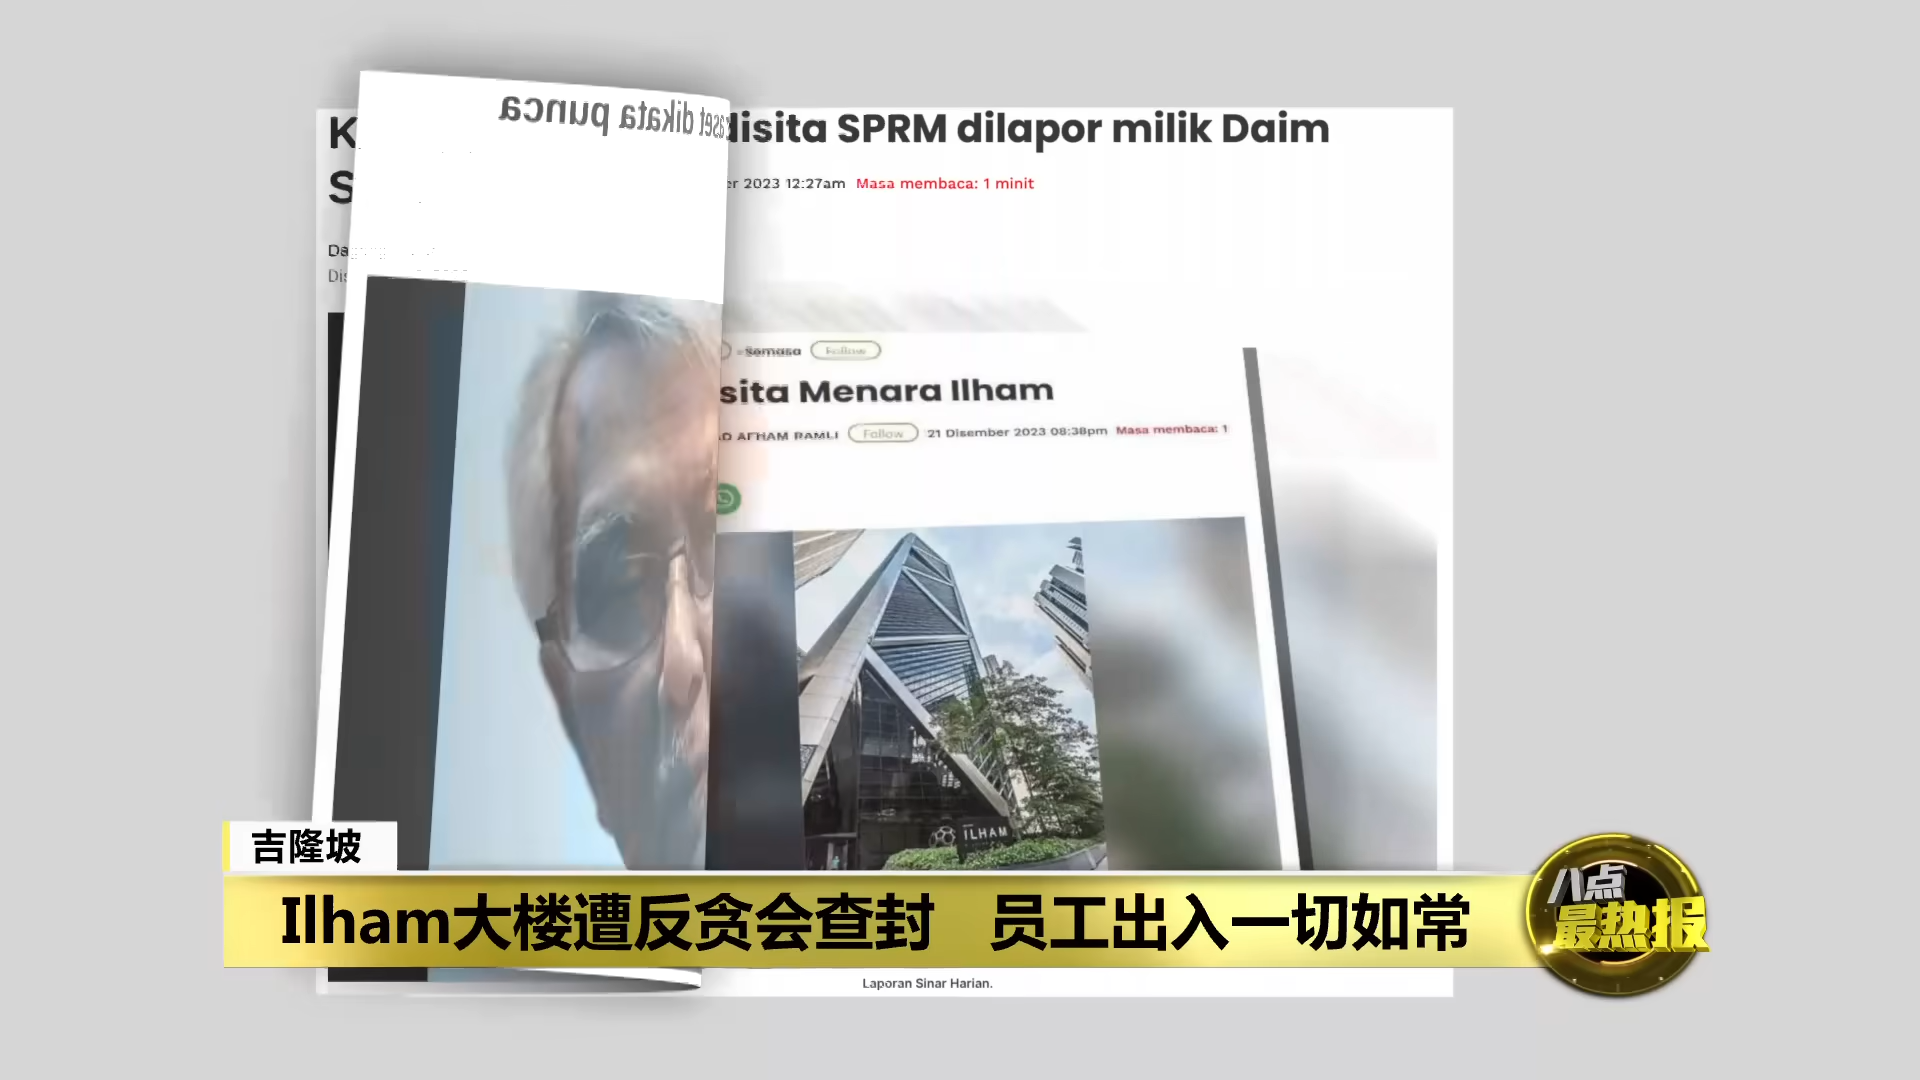 aset dikata punca
disita SPRM dilapor milik Daim
2023 12:27am Masa membaca: 1 minit
Semasa Follow
sita Menara Ilham
AFHAM RAMLI Follow 21 Disember 2023 08:38pm Masa membaca: 1
ILHAM
吉隆坡
Ilham大楼遭反贪会查封 员工出入一切如常
八点
最热报
Laporan Sinar Harian.